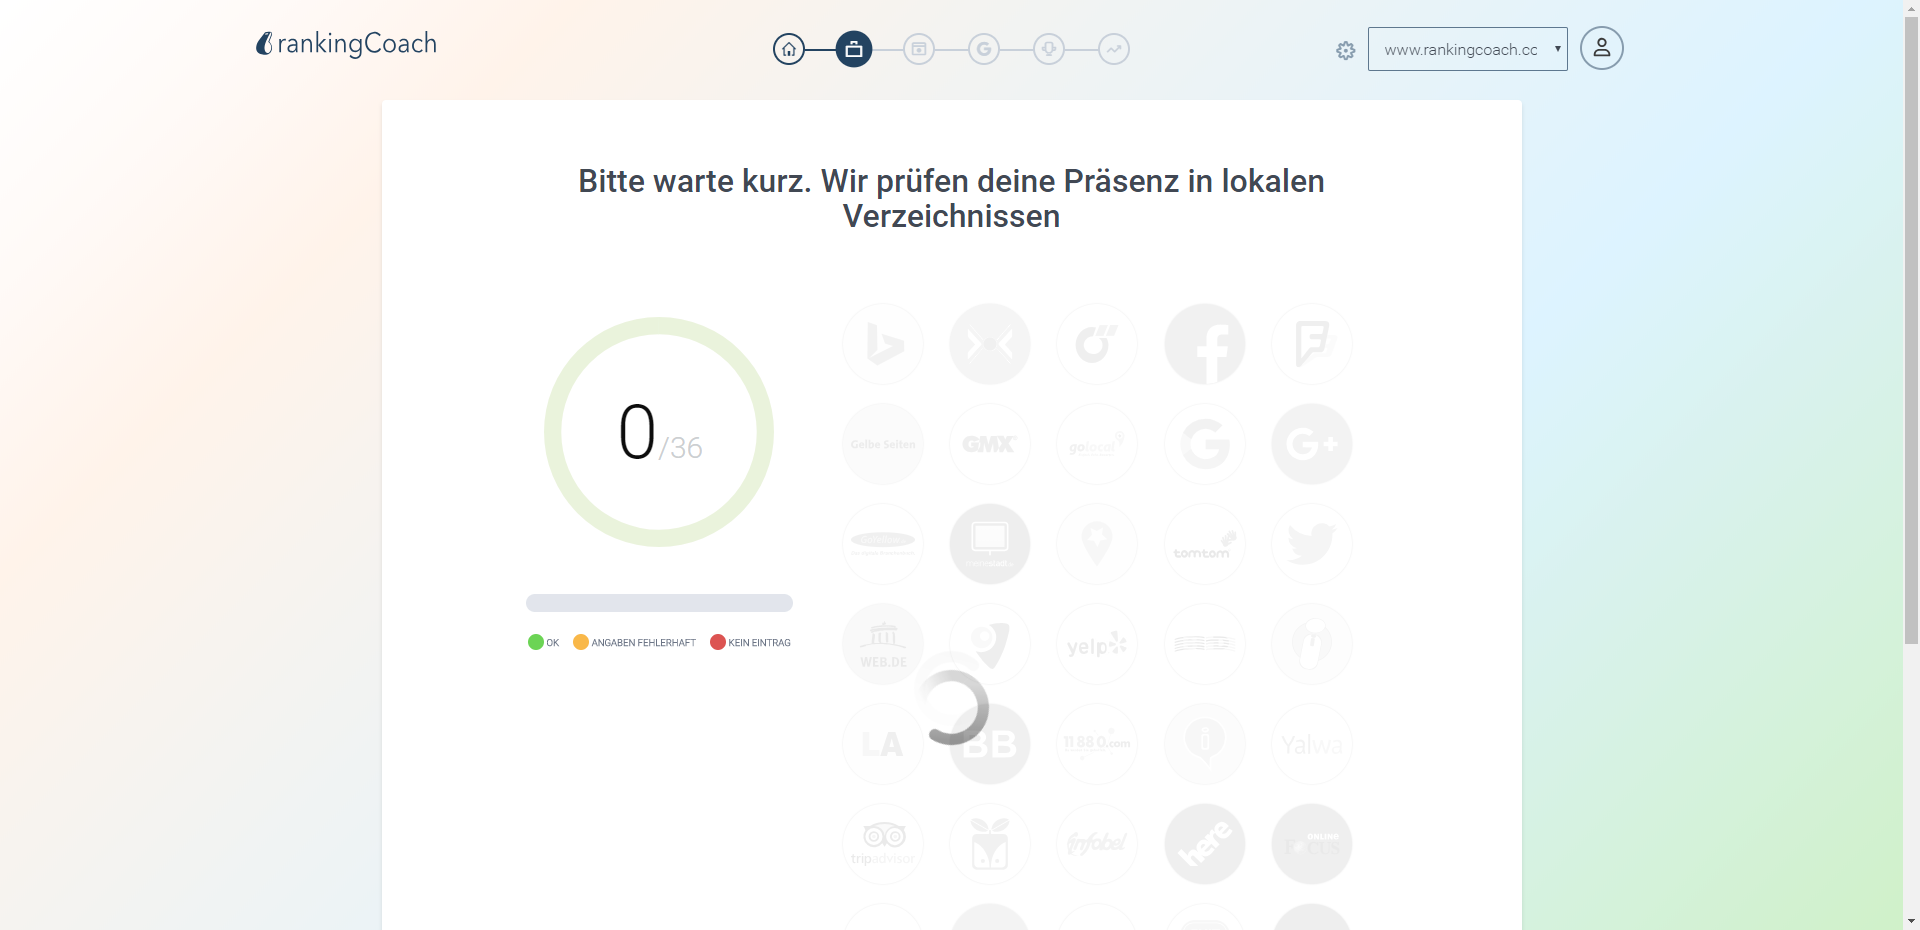 rankingCoach
www.rankingcoach.cc
Bitte warte kurz. Wir prüfen deine Präsenz in lokalen
Verzeichnissen
0/36
OK
ANGABEN FEHLERHAFT
KEIN EINTRAG
Gelbe Seiten
GMX
golocal
G
G+
tomtom
WEB.DE
yelp
LA
BB
11880.com
Yalwa
tripadvisor
infobel
here
ONLINE
FOCUS